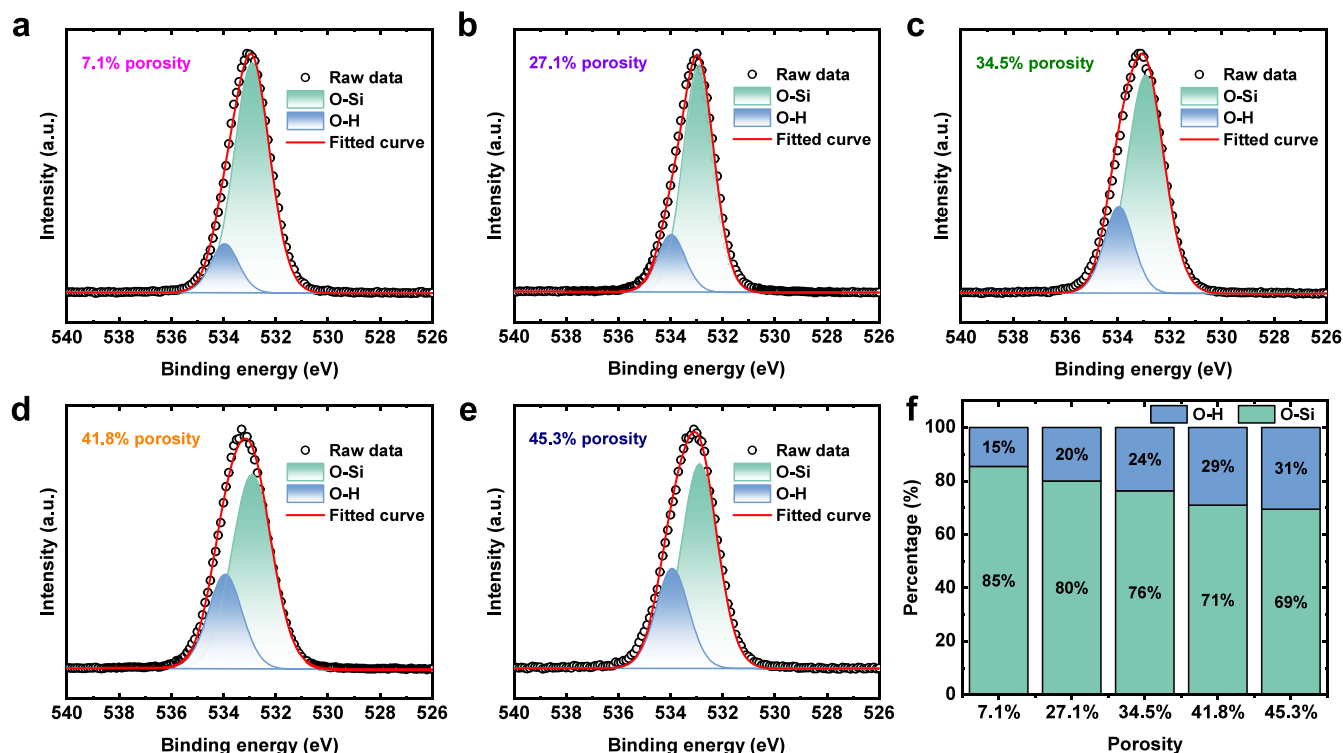 a
7.1% porosity
Raw data
O-Si
O-H
Fitted curve
Intensity (a.u.)
540 538 536 534 532 530 528 526
Binding energy (eV)
b
27.1% porosity
Raw data
O-Si
O-H
Fitted curve
Intensity (a.u.)
540 538 536 534 532 530 528 526
Binding energy (eV)
c
34.5% porosity
Raw data
O-Si
O-H
Fitted curve
Intensity (a.u.)
540 538 536 534 532 530 528 526
Binding energy (eV)
d
41.8% porosity
Raw data
O-Si
O-H
Fitted curve
Intensity (a.u.)
540 538 536 534 532 530 528 526
Binding energy (eV)
e
45.3% porosity
Raw data
O-Si
O-H
Fitted curve
Intensity (a.u.)
540 538 536 534 532 530 528 526
Binding energy (eV)
f
O-H O-Si
100
80
60
40
20
0
Percentage (%)
15% 20% 24% 29% 31%
85% 80% 76% 71% 69%
7.1% 27.1% 34.5% 41.8% 45.3%
Porosity